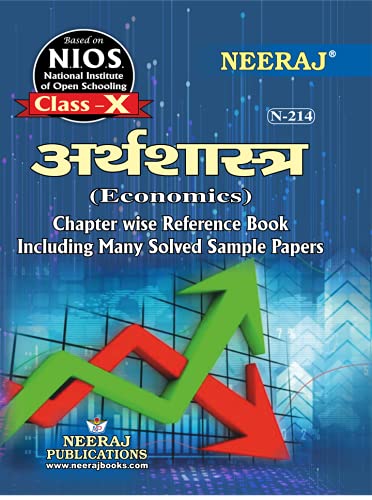 Based on
NIOS
National Institute
of Open Schooling
Class -X
NEERAJ®
N-214
अर्थशास्त्र
(Economics)
Chapter wise Reference Book
Including Many Solved Sample Papers
NEERAJ
PUBLICATIONS
www.neerajbooks.com